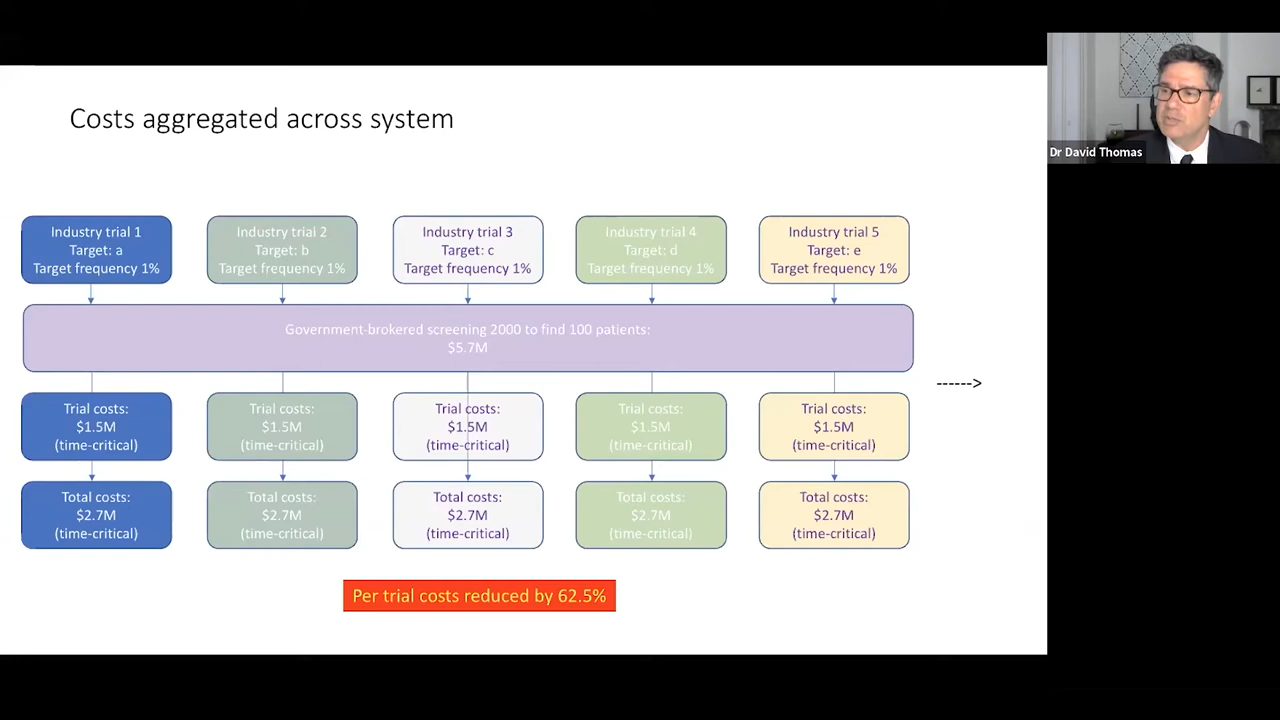 Costs aggregated across system
Dr David Thomas
Industry trial 1
Target: a
Target frequency 1%
Industry trial 2
Target: b
Target frequency 1%
Industry trial 3
Target: c
Target frequency 1%
Industry trial 4
Target: d
Target frequency 1%
Industry trial 5
Target: e
Target frequency 1%
Government-brokered screening 2000 to find 100 patients:
$5.7M
------>
Trial costs:
$1.5M
(time-critical)
Trial costs:
$1.5M
(time-critical)
Trial costs:
$1.5M
(time-critical)
Trial costs:
$1.5M
(time-critical)
Trial costs:
$1.5M
(time-critical)
Total costs:
$2.7M
(time-critical)
Total costs:
$2.7M
(time-critical)
Total costs:
$2.7M
(time-critical)
Total costs:
$2.7M
(time-critical)
Total costs:
$2.7M
(time-critical)
Per trial costs reduced by 62.5%